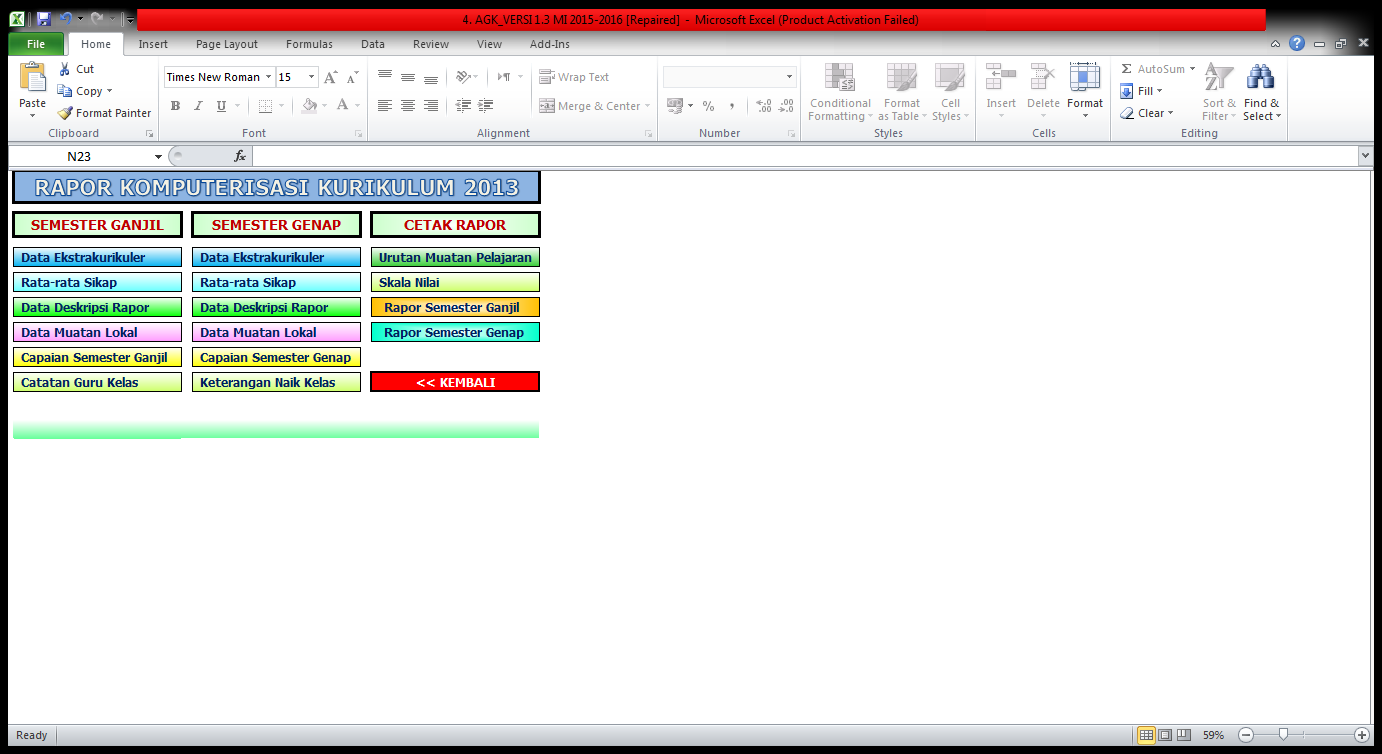 4. AGK_VERSI 1.3 MI 2015-2016 [Repaired] - Microsoft Excel (Product Activation Failed)
File Home Insert Page Layout Formulas Data Review View Add-Ins
Paste
Cut
Copy
Format Painter
Clipboard
Times New Roman 15
B I U
Font
Wrap Text
Merge & Center
Alignment
%
Number
Conditional Formatting
Format as Table
Cell Styles
Styles
Insert Delete Format
Cells
Σ AutoSum
Fill
Clear
Sort & Filter
Find & Select
Editing
N23 fx
RAPOR KOMPUTERISASI KURIKULUM 2013
SEMESTER GANJIL SEMESTER GENAP CETAK RAPOR
Data Ekstrakurikuler Data Ekstrakurikuler Urutan Muatan Pelajaran
Rata-rata Sikap Rata-rata Sikap Skala Nilai
Data Deskripsi Rapor Data Deskripsi Rapor Rapor Semester Ganjil
Data Muatan Lokal Data Muatan Lokal Rapor Semester Genap
Capaian Semester Ganjil Capaian Semester Genap
Catatan Guru Kelas Keterangan Naik Kelas << KEMBALI
Ready 59%